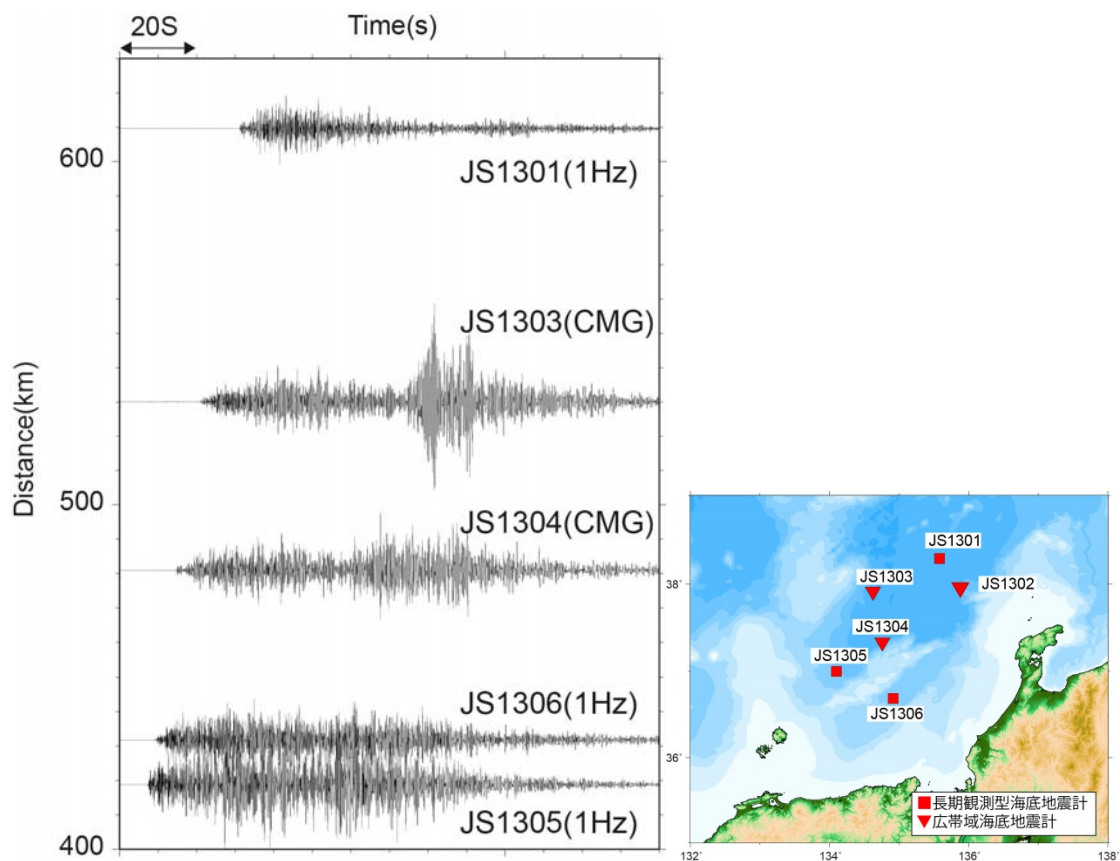 20S
Time(s)
600
JS1301(1Hz)
JS1303(CMG)
Distance(km)
500
JS1304(CMG)
JS1306(1Hz)
JS1305(1Hz)
400
JS1301
JS1303
JS1302
38˚
JS1304
JS1305
JS1306
36˚
■長期観測型海底地震計
▼広帯域海底地震計
132˚
134˚
136˚
138˚